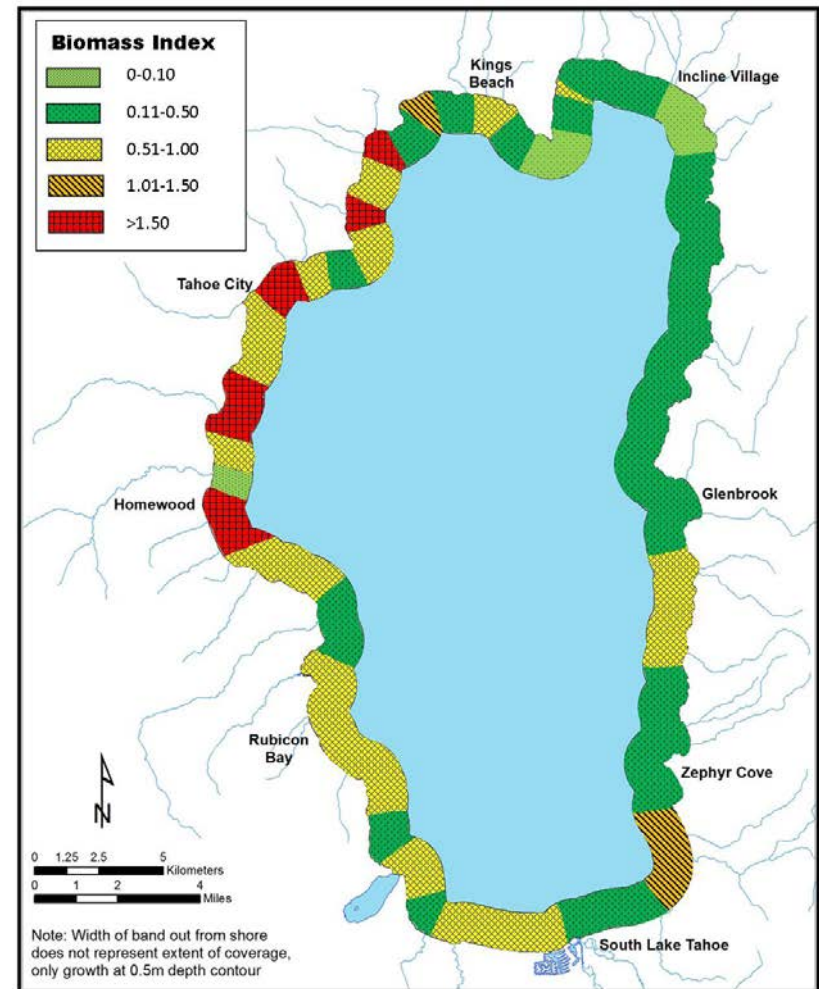 Biomass Index
0-0.10
0.11-0.50
0.51-1.00
1.01-1.50
>1.50
Kings
Beach
Incline Village
Tahoe City
Homewood
Glenbrook
Rubicon
Bay
Zephyr Cove
N
0 1.25 2.5 5
Kilometers
0 1 2 4
Miles
Note: Width of band out from shore
does not represent extent of coverage,
only growth at 0.5m depth contour
South Lake Tahoe